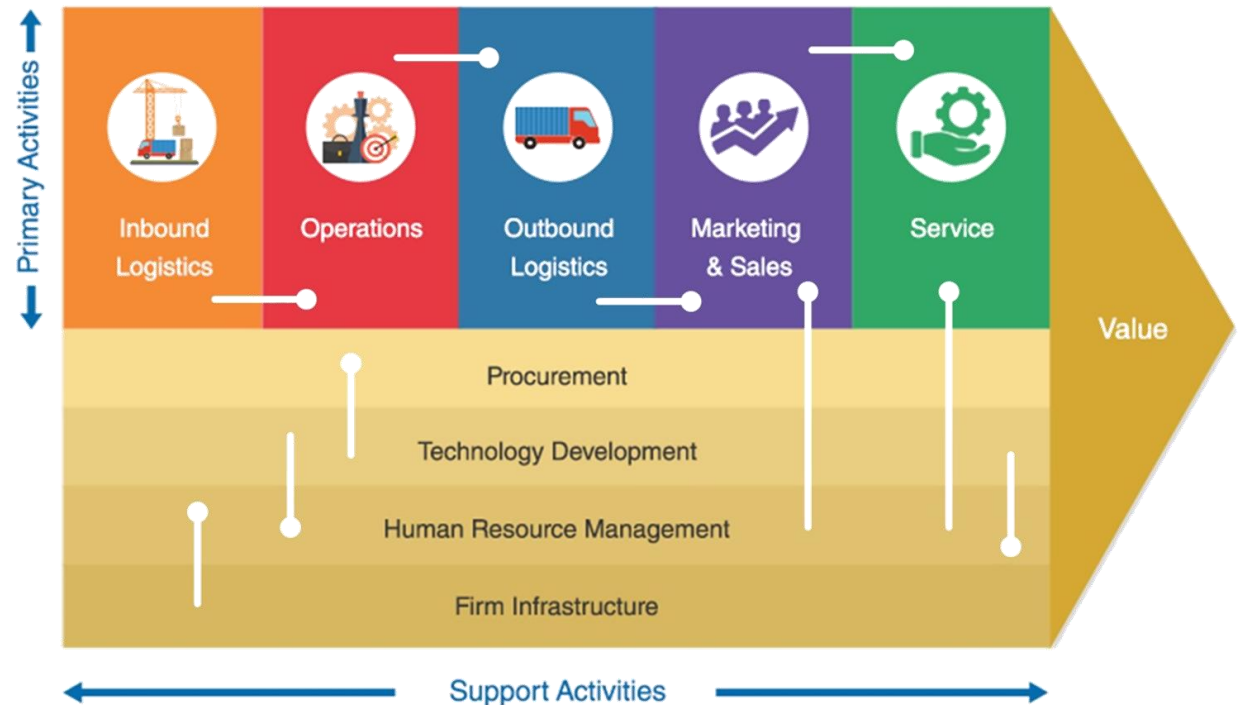 Primary Activities
Inbound
Logistics
Operations
Outbound
Logistics
Marketing
& Sales
Service
Value
Procurement
Technology Development
Human Resource Management
Firm Infrastructure
Support Activities